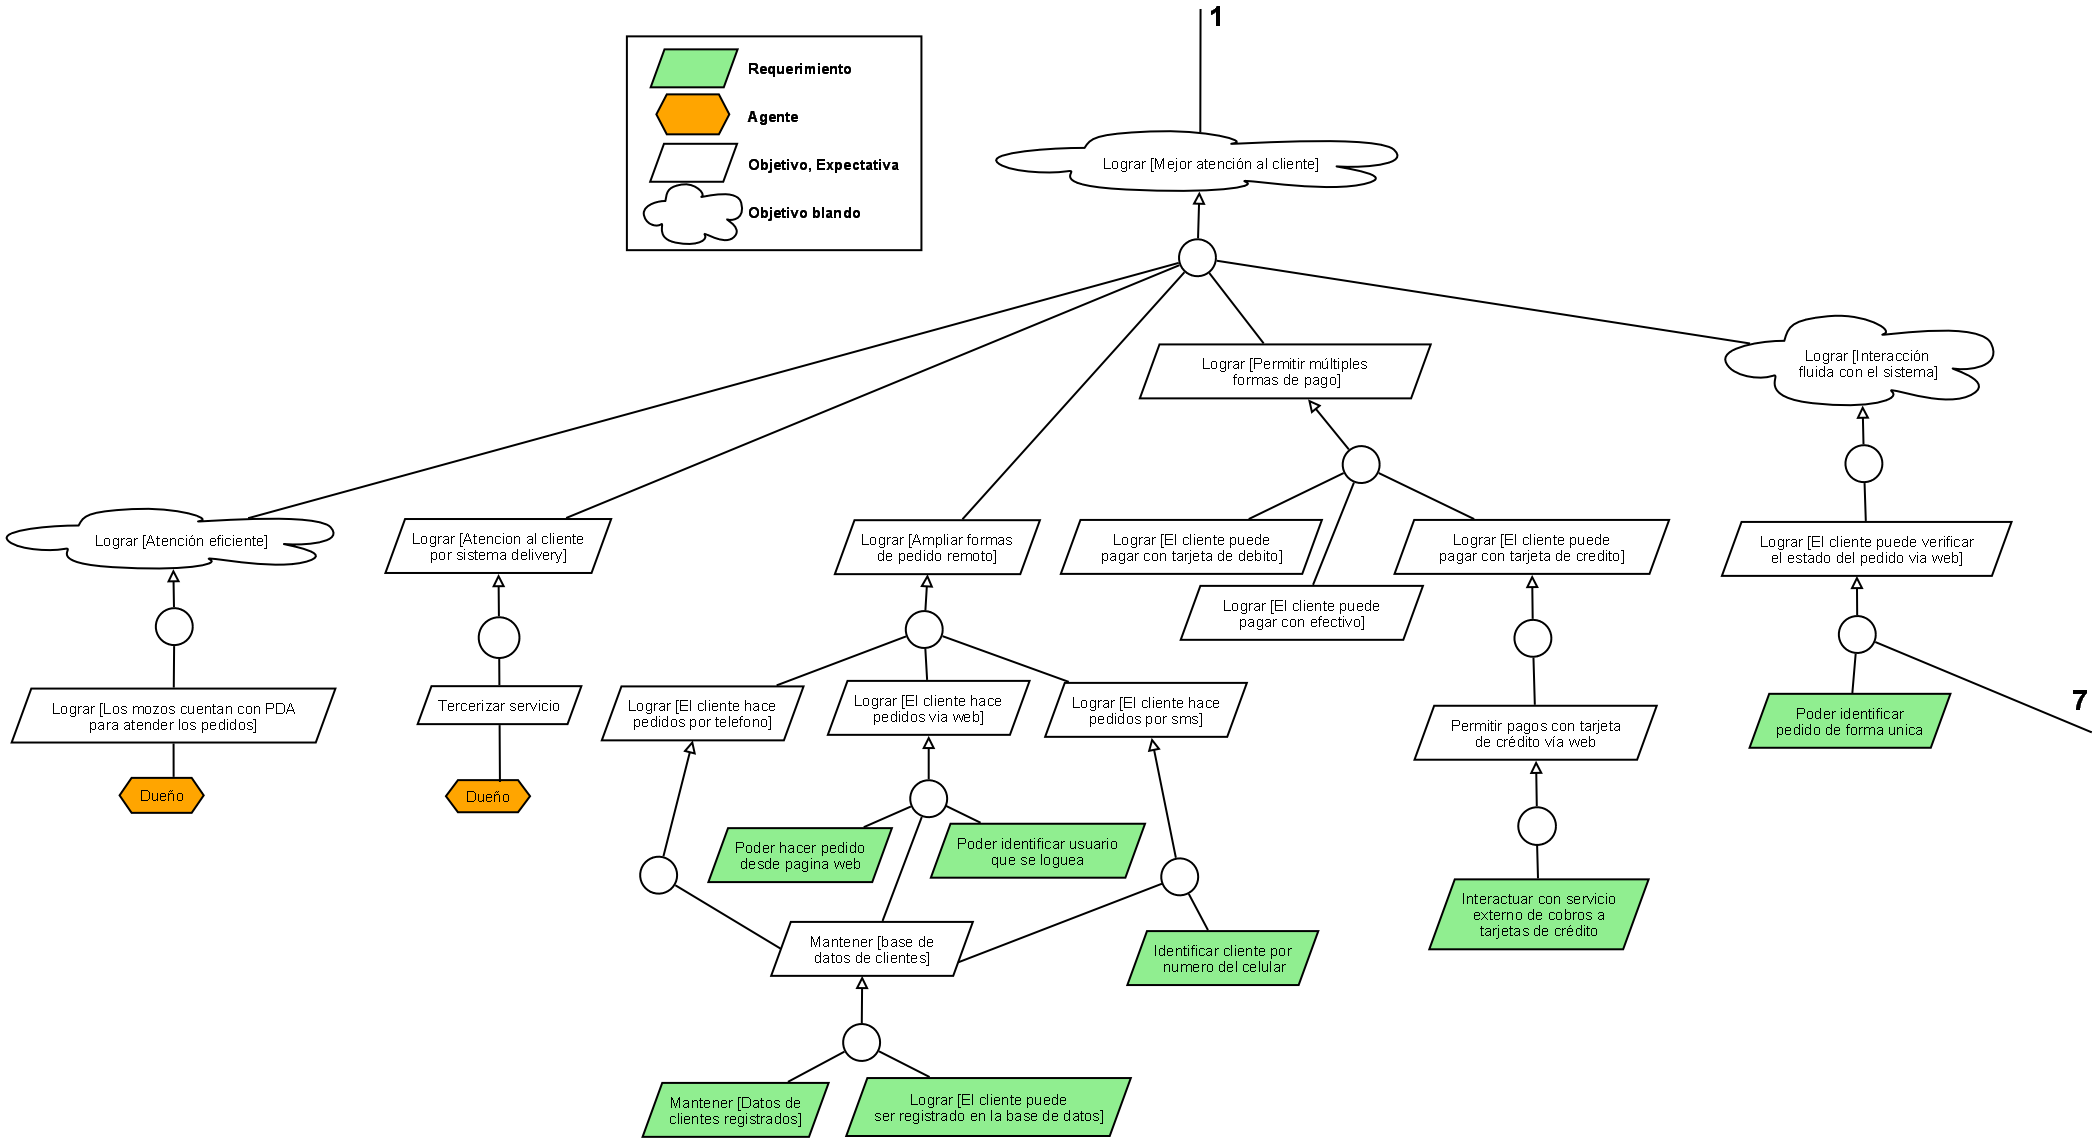 1
Requerimiento
Agente
Objetivo, Expectativa
Objetivo blando
Lograr [Mejor atención al cliente]
Lograr [Permitir múltiples
formas de pago]
Lograr [Interacción
fluida con el sistema]
Lograr [Atención eficiente]
Lograr [Atencion al cliente
por sistema delivery]
Lograr [Ampliar formas
de pedido remoto]
Lograr [El cliente puede
pagar con tarjeta de debito]
Lograr [El cliente puede
pagar con efectivo]
Lograr [El cliente puede
pagar con tarjeta de credito]
Lograr [El cliente puede verificar
el estado del pedido via web]
Lograr [Los mozos cuentan con PDA
para atender los pedidos]
Tercerizar servicio
Lograr [El cliente hace
pedidos por telefono]
Lograr [El cliente hace
pedidos via web]
Lograr [El cliente hace
pedidos por sms]
Permitir pagos con tarjeta
de crédito vía web
Poder identificar
pedido de forma unica
7
Dueño
Dueño
Poder hacer pedido
desde pagina web
Poder identificar usuario
que se loguea
Interactuar con servicio
externo de cobros a
tarjetas de crédito
Mantener [base de
datos de clientes]
Identificar cliente por
numero del celular
Mantener [Datos de
clientes registrados]
Lograr [El cliente puede
ser registrado en la base de datos]